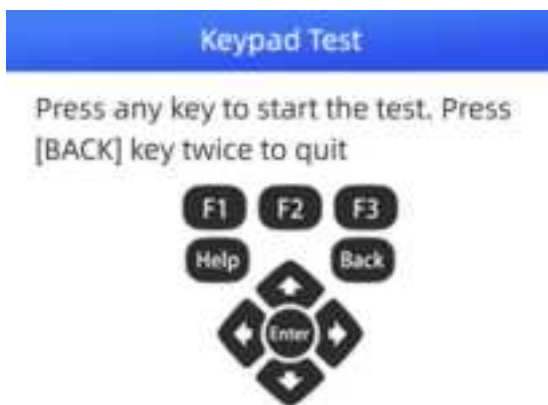 Keypad Test
Press any key to start the test. Press
[BACK] key twice to quit
F1 F2 F3
Help Back
Enter